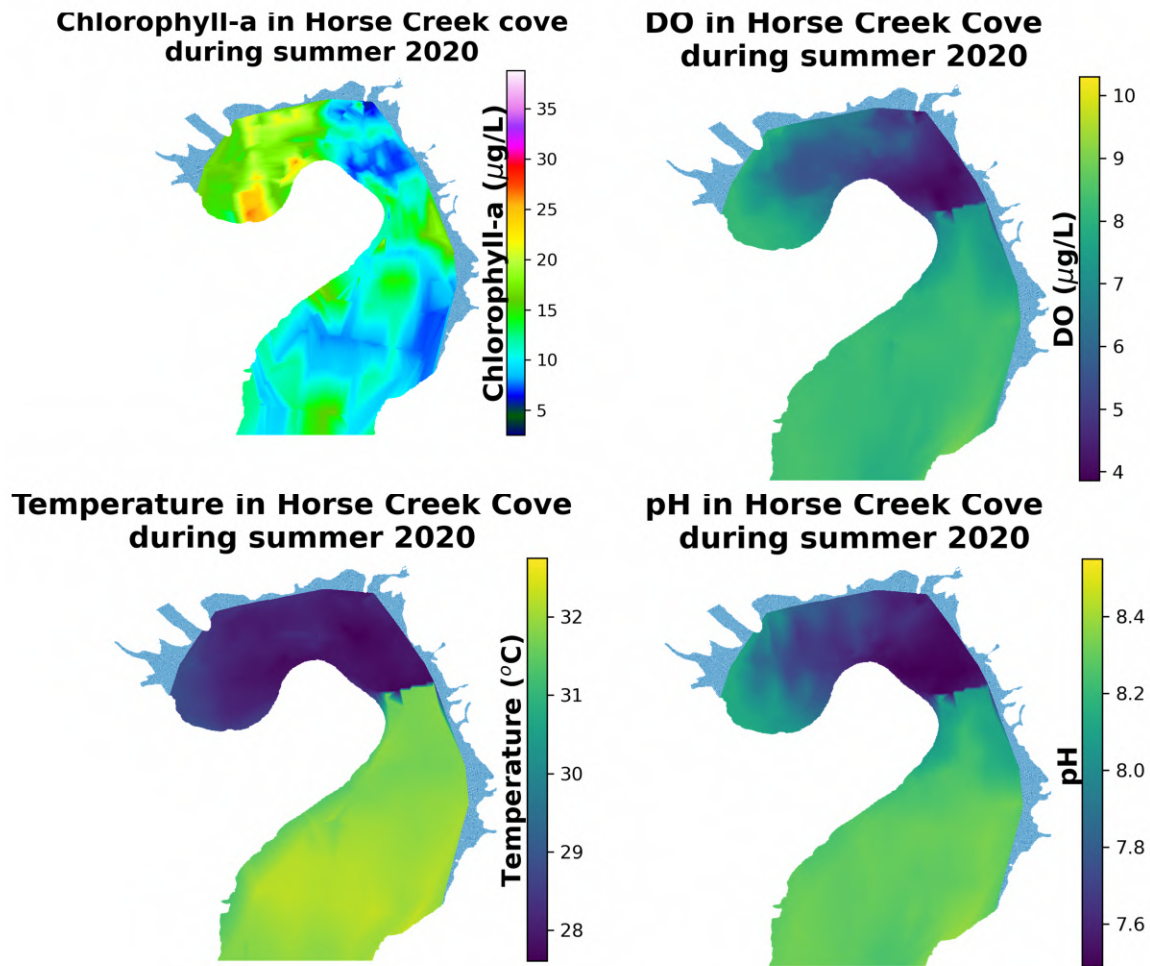 Chlorophyll-a in Horse Creek cove
during summer 2020
Chlorophyll-a (μg/L)
35
30
25
20
15
10
5
DO in Horse Creek Cove
during summer 2020
DO (μg/L)
10
9
8
7
6
5
4
Temperature in Horse Creek Cove
during summer 2020
Temperature (°C)
32
31
30
29
28
pH in Horse Creek Cove
during summer 2020
pH
8.4
8.2
8.0
7.8
7.6